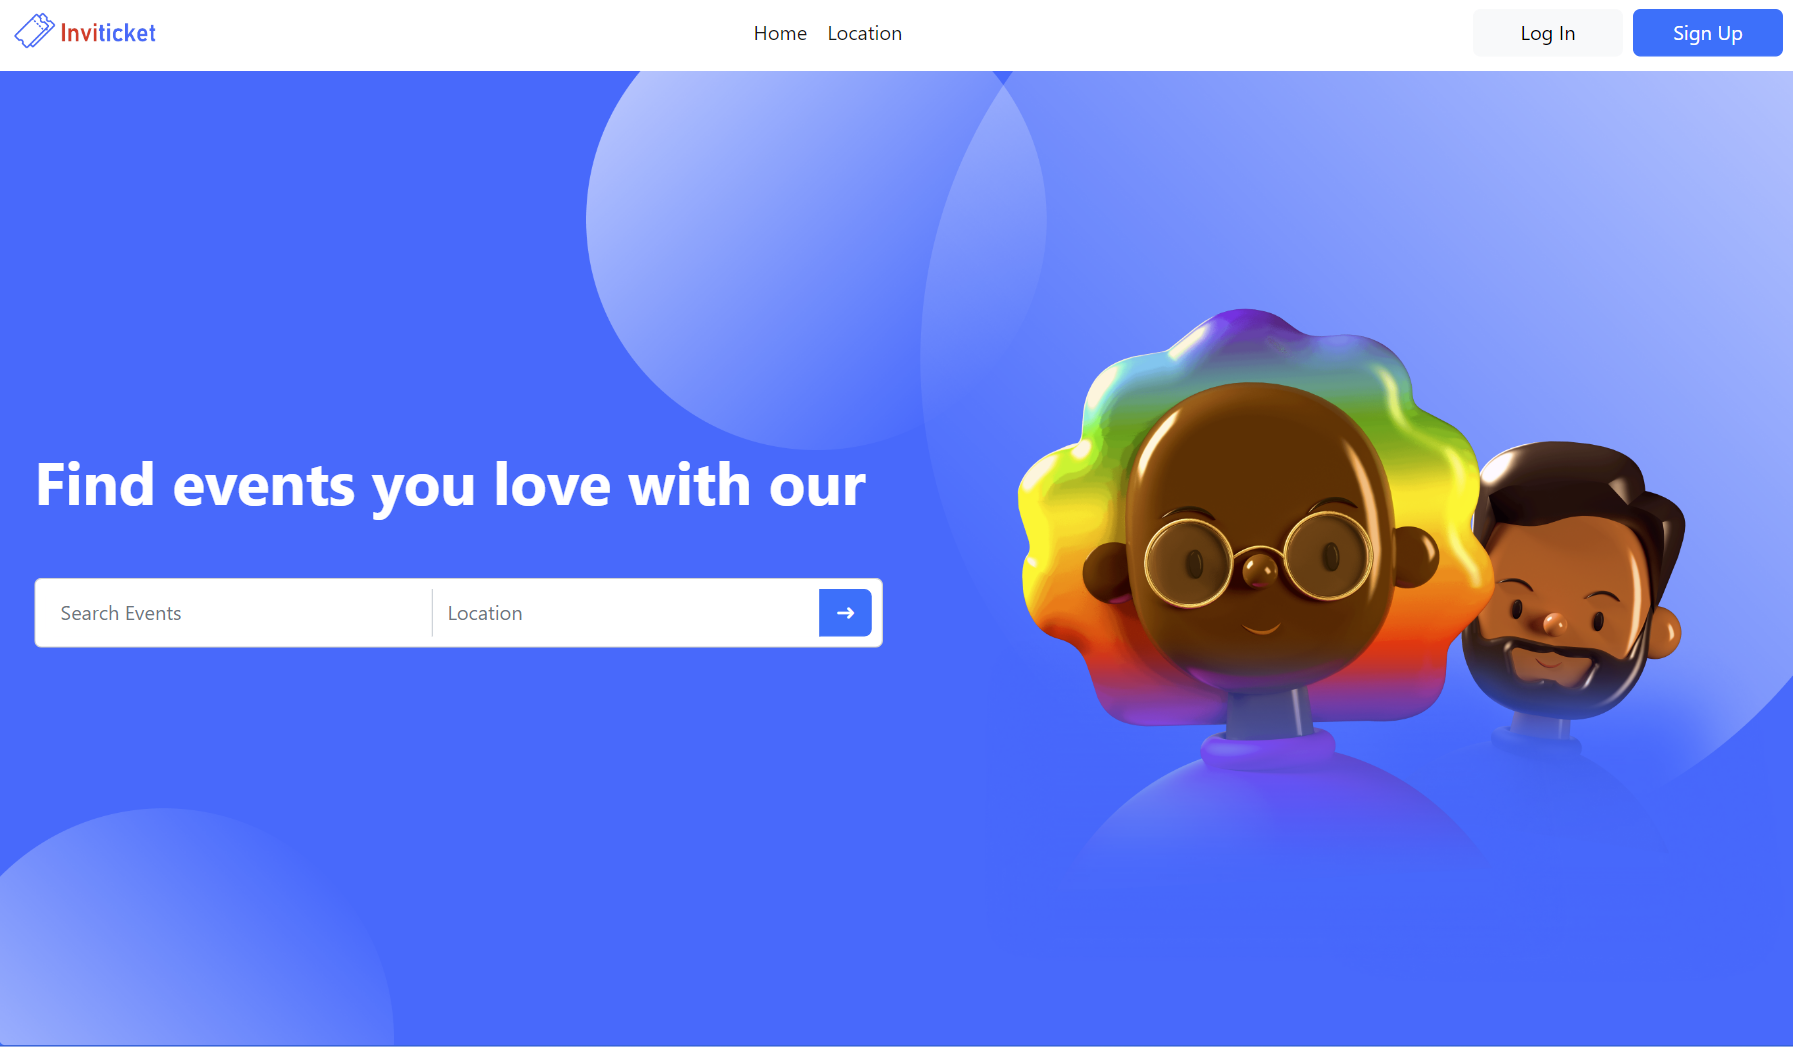 Inviticket
Home Location
Log In
Sign Up
Find events you love with our
Search Events
Location